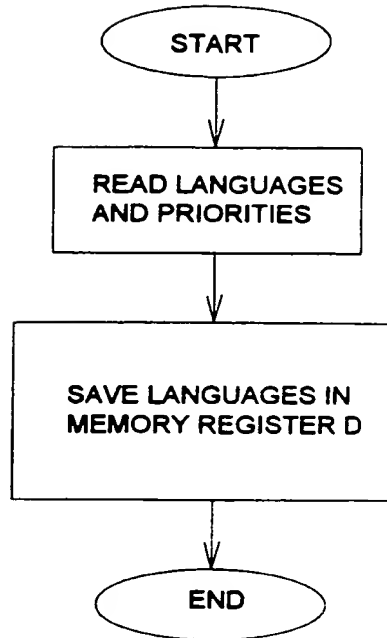 START
READ LANGUAGES
AND PRIORITIES
SAVE LANGUAGES IN
MEMORY REGISTER D
END